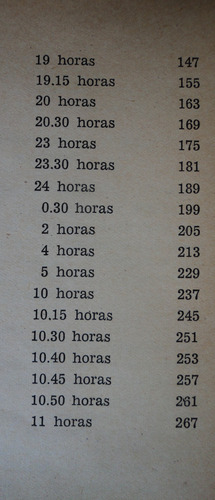 19 horas 147
19.15 horas 155
20 horas 163
20.30 horas 169
23 horas 175
23.30 horas 181
24 horas 189
0.30 horas 199
2 horas 205
4 horas 213
5 horas 229
10 horas 237
10.15 horas 245
10.30 horas 251
10.40 horas 253
10.45 horas 257
10.50 horas 261
11 horas 267